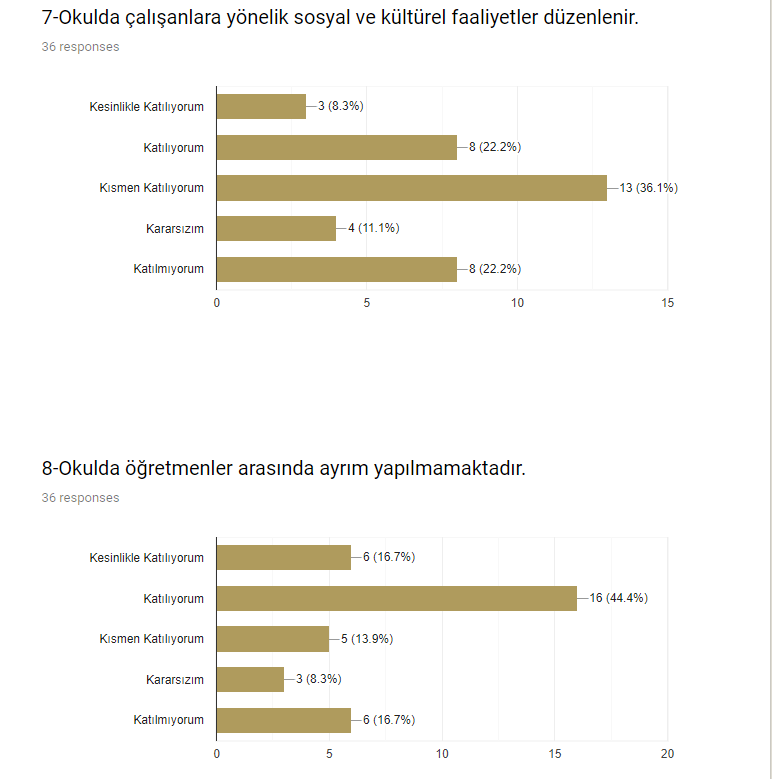 7-Okulda çalışanlara yönelik sosyal ve kültürel faaliyetler düzenlenir.
36 responses
Kesinlikle Katılıyorum 3 (8.3%)
Katılıyorum 8 (22.2%)
Kısmen Katılıyorum 13 (36.1%)
Kararsızım 4 (11.1%)
Katılmıyorum 8 (22.2%)
0 5 10 15
8-Okulda öğretmenler arasında ayrım yapılmamaktadır.
36 responses
Kesinlikle Katılıyorum 6 (16.7%)
Katılıyorum 16 (44.4%)
Kısmen Katılıyorum 5 (13.9%)
Kararsızım 3 (8.3%)
Katılmıyorum 6 (16.7%)
0 5 10 15 20